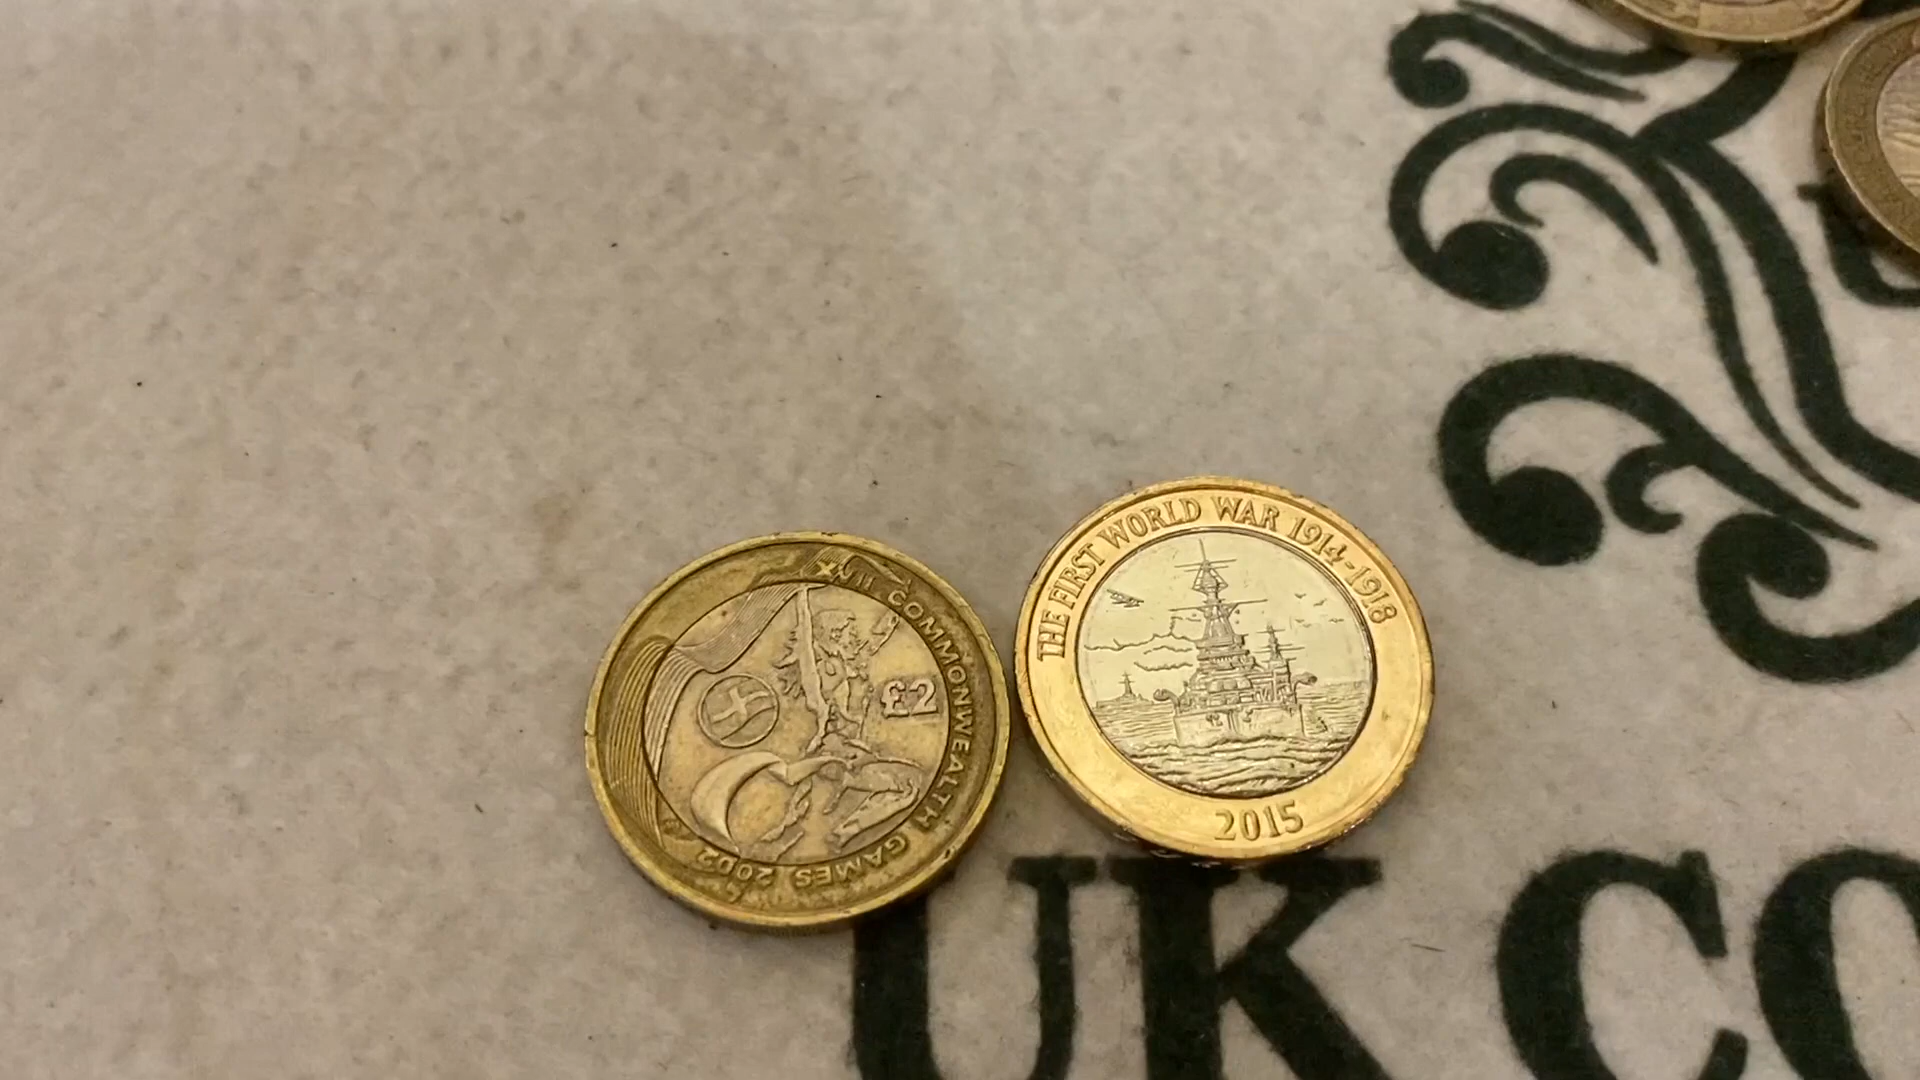 XVII COMMONWEALTH GAMES 2002
£2
THE FIRST WORLD WAR 1914-1918
2015
UK CO